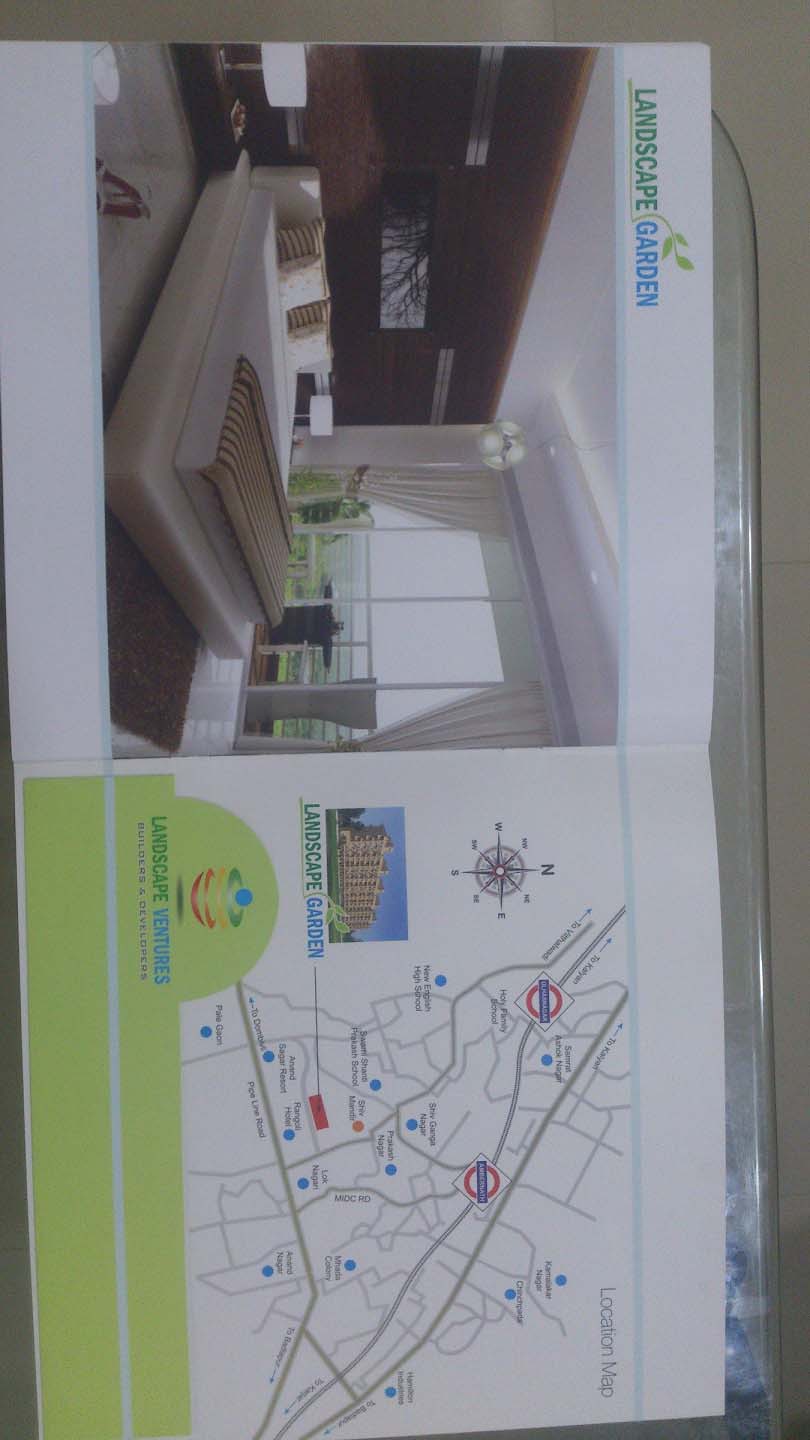 LANDSCAPE GARDEN
Location Map
N
NW
NE
W
E
SW
SE
S
To Vithalwadi
To Kalyan
To Kalyan
ULHASNAGAR
Samrat
Ashok Nagar
Holy Family
School
New English
High School
Kamalakar
Nagar
Chinchpada
AMBERNATH
Shiv Ganga
Nagar
Swami Shanti
Prakash School
Shiv
Mandir
Prakash
Nagar
LANDSCAPE GARDEN
MIDC RD
Mhada
Colony
Hamilton
Industries
Lok
Nagari
Rangoli
Hotel
Anand
Sagar Resort
To Dombivli
Pipe Line Road
Pale Gaon
Anand
Nagar
To Badlapur
To Karjat
To Badlapur
LANDSCAPE VENTURES
BUILDERS & DEVELOPERS